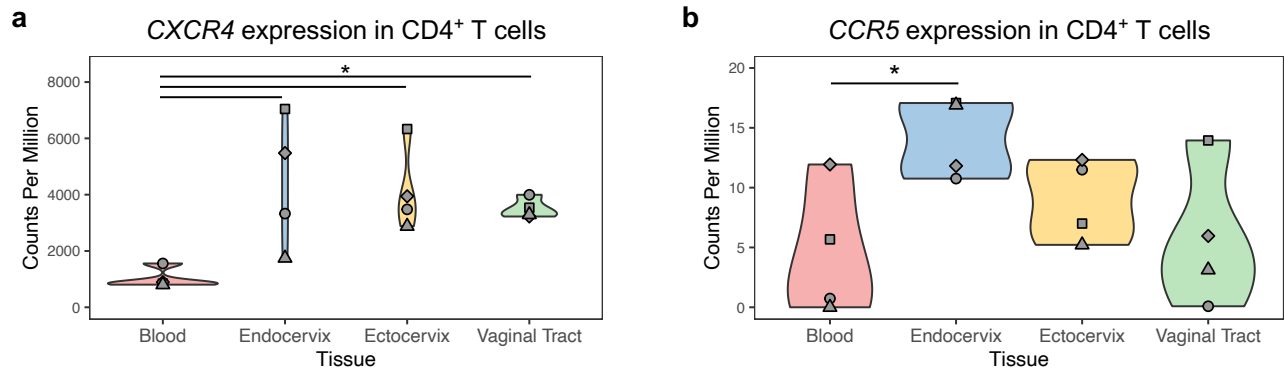 a
CXCR4 expression in CD4⁺ T cells
*
8000
6000
4000
2000
0
Counts Per Million
Blood Endocervix Ectocervix Vaginal Tract
Tissue
b
CCR5 expression in CD4⁺ T cells
*
20
15
10
5
0
Counts Per Million
Blood Endocervix Ectocervix Vaginal Tract
Tissue